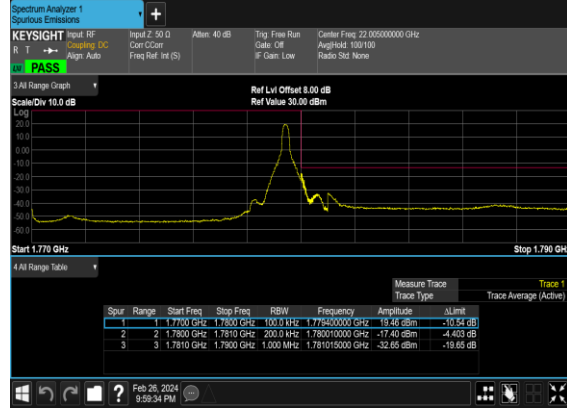 Spectrum Analyzer 1
Spurious Emissions
+
KEYSIGHT Input: RF Input Z: 50 Ω Atten: 40 dB Trig: Free Run Center Freq: 22.005000000 GHz
R T Coupling: DC Corr CCorr Gate: Off Avg|Hold: 100/100
Align: Auto Freq Ref: Int (S) IF Gain: Low Radio Std: None
PASS
3 All Range Graph
Ref Lvl Offset 8.00 dB
Scale/Div 10.0 dB Ref Value 30.00 dBm
Log
20.0
10.0
0.00
-10.0
-20.0
-30.0
-40.0
-50.0
-60.0
Start 1.770 GHz Stop 1.790 GHz
4 All Range Table
Measure Trace Trace 1
Trace Type Trace Average (Active)
Spur Range Start Freq Stop Freq RBW Frequency Amplitude ΔLimit
1 1 1.7700 GHz 1.7800 GHz 100.0 kHz 1.779400000 GHz 19.46 dBm -10.54 dB
2 2 1.7800 GHz 1.7810 GHz 200.0 kHz 1.780010000 GHz -17.40 dBm -4.403 dB
3 3 1.7810 GHz 1.7900 GHz 1.000 MHz 1.781015000 GHz -32.65 dBm -19.65 dB
?
Feb 26, 2024
9:59:34 PM